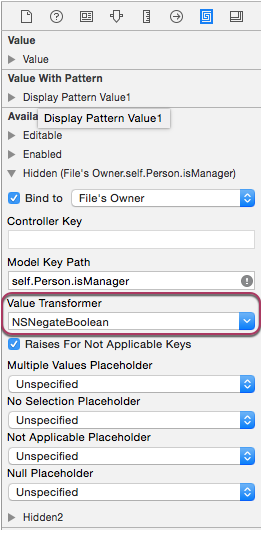 Value
Value
Value With Pattern
Display Pattern Value1
Availa
Display Pattern Value1
Editable
Enabled
Hidden (File's Owner.self.Person.isManager)
Bind to File's Owner
Controller Key
Model Key Path
self.Person.isManager
Value Transformer
NSNegateBoolean
Raises For Not Applicable Keys
Multiple Values Placeholder
Unspecified
No Selection Placeholder
Unspecified
Not Applicable Placeholder
Unspecified
Null Placeholder
Unspecified
Hidden2